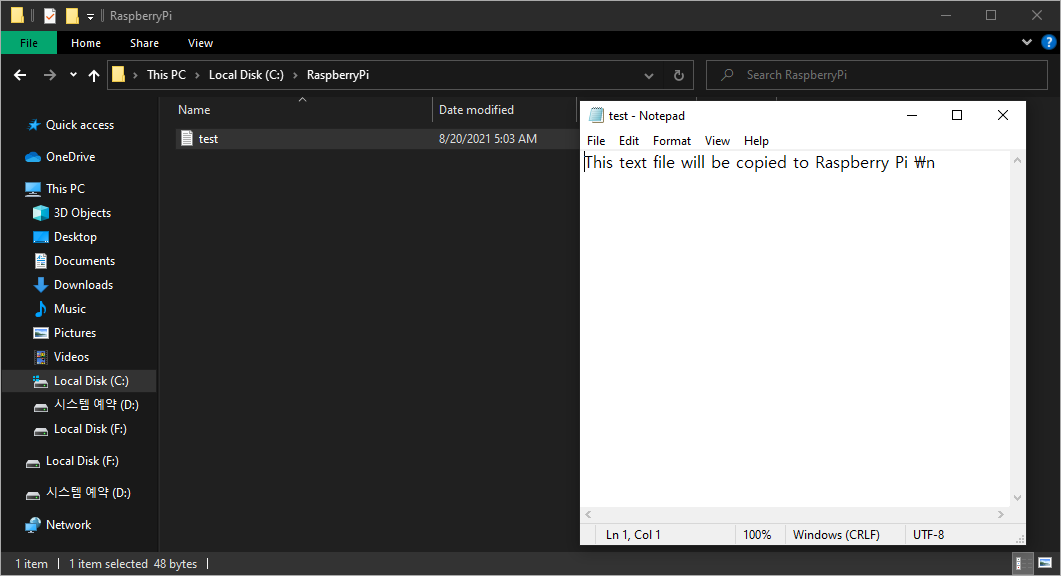 RaspberryPi
File Home Share View
This PC Local Disk (C:) RaspberryPi
Search RaspberryPi
Name Date modified
test 8/20/2021 5:03 AM
Quick access
OneDrive
This PC
3D Objects
Desktop
Documents
Downloads
Music
Pictures
Videos
Local Disk (C:)
시스템 예약 (D:)
Local Disk (F:)
Local Disk (F:)
시스템 예약 (D:)
Network
1 item 1 item selected 48 bytes
test - Notepad
File Edit Format View Help
This text file will be copied to Raspberry Pi ₩n
Ln 1, Col 1 100% Windows (CRLF) UTF-8